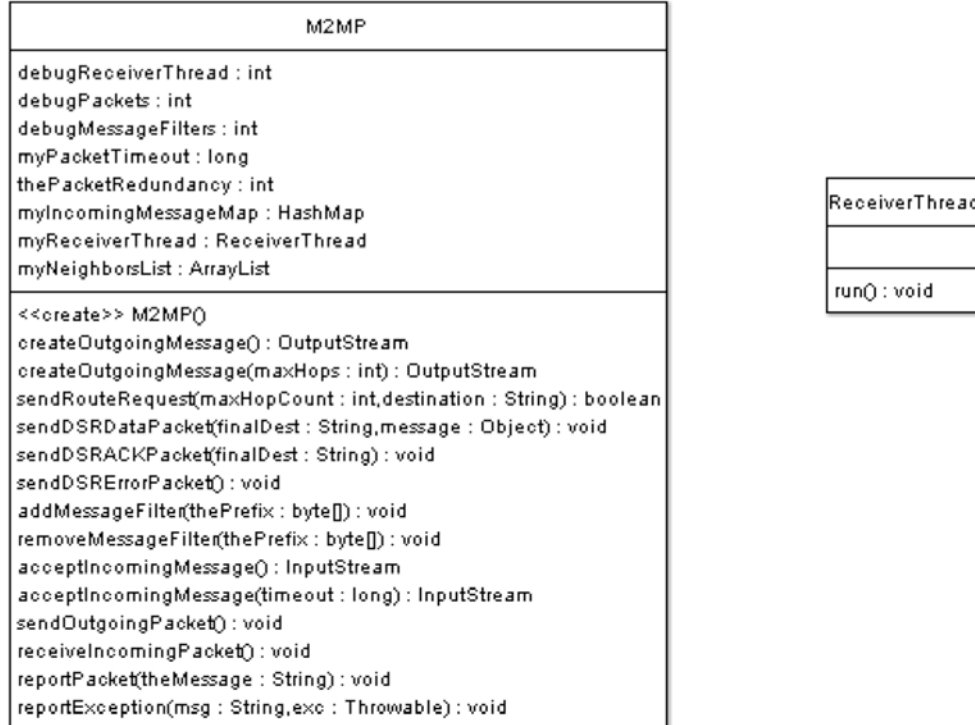 M2MP
debugReceiverThread : int
debugPackets : int
debugMessageFilters : int
myPacketTimeout : long
thePacketRedundancy : int
myIncomingMessageMap : HashMap
myReceiverThread : ReceiverThread
myNeighborsList : ArrayList
<<create>> M2MP()
createOutgoingMessage() : OutputStream
createOutgoingMessage(maxHops : int) : OutputStream
sendRouteRequest(maxHopCount : int,destination : String) : boolean
sendDSRDataPacket(finalDest : String,message : Object) : void
sendDSRACKPacket(finalDest : String) : void
sendDSRErrorPacket() : void
addMessageFilter(thePrefix : byte[]) : void
removeMessageFilter(thePrefix : byte[]) : void
acceptIncomingMessage() : InputStream
acceptIncomingMessage(timeout : long) : InputStream
sendOutgoingPacket() : void
receiveIncomingPacket() : void
reportPacket(theMessage : String) : void
reportException(msg : String,exc : Throwable) : void
ReceiverThread
run() : void